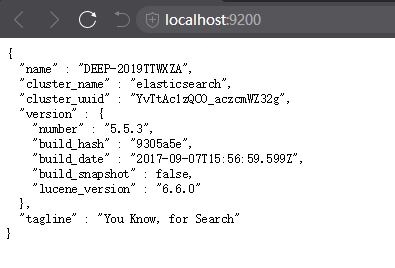 localhost:9200
{
"name" : "DEEP-2019TTWXZA",
"cluster_name" : "elasticsearch",
"cluster_uuid" : "YvTtAc1zQCO_aczcmWZ32g",
"version" : {
"number" : "5.5.3",
"build_hash" : "9305a5e",
"build_date" : "2017-09-07T15:56:59.599Z",
"build_snapshot" : false,
"lucene_version" : "6.6.0"
},
"tagline" : "You Know, for Search"
}